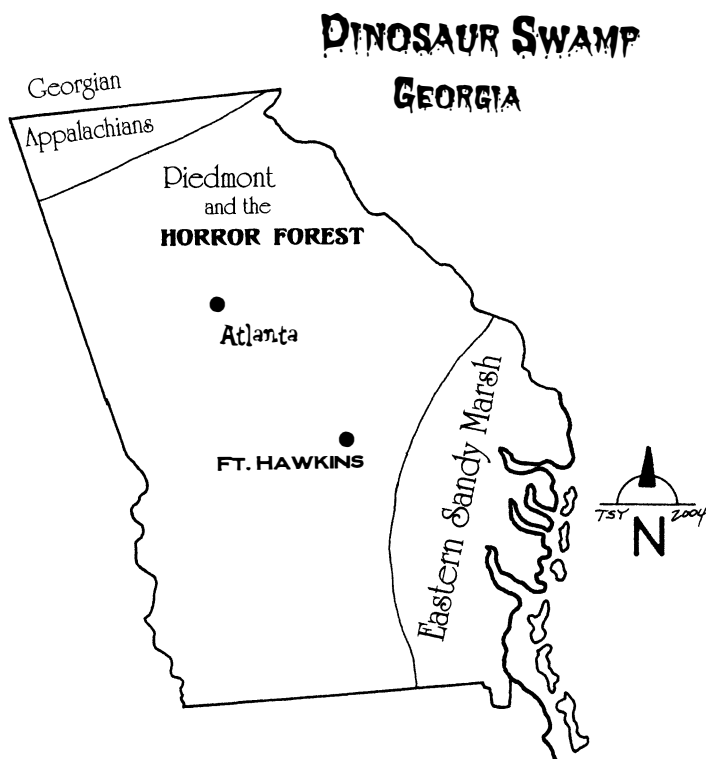 DINOSAUR SWAMP
GEORGIA
Georgian
Appalachians
Piedmont
and the
HORROR FOREST
Atlanta
FT. HAWKINS
Eastern Sandy Marsh
TSY 2004
N